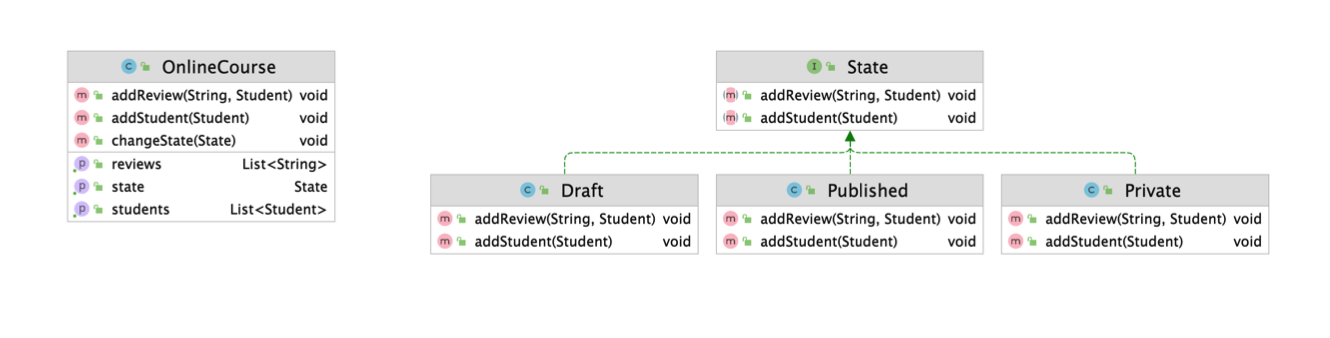 C OnlineCourse
m addReview(String, Student) void
m addStudent(Student) void
m changeState(State) void
p reviews List<String>
p state State
p students List<Student>
I State
(m) addReview(String, Student) void
(m) addStudent(Student) void
C Draft
m addReview(String, Student) void
m addStudent(Student) void
C Published
m addReview(String, Student) void
m addStudent(Student) void
C Private
m addReview(String, Student) void
m addStudent(Student) void